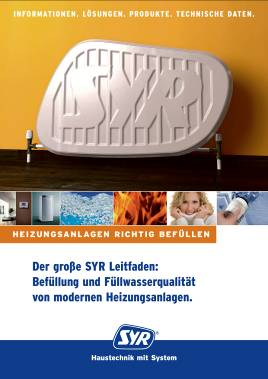 INFORMATIONEN. LÖSUNGEN. PRODUKTE. TECHNISCHE DATEN.
SYR
HEIZUNGSANLAGEN RICHTIG BEFÜLLEN
Der große SYR Leitfaden:
Befüllung und Füllwasserqualität
von modernen Heizungsanlagen.
SYR®
Haustechnik mit System